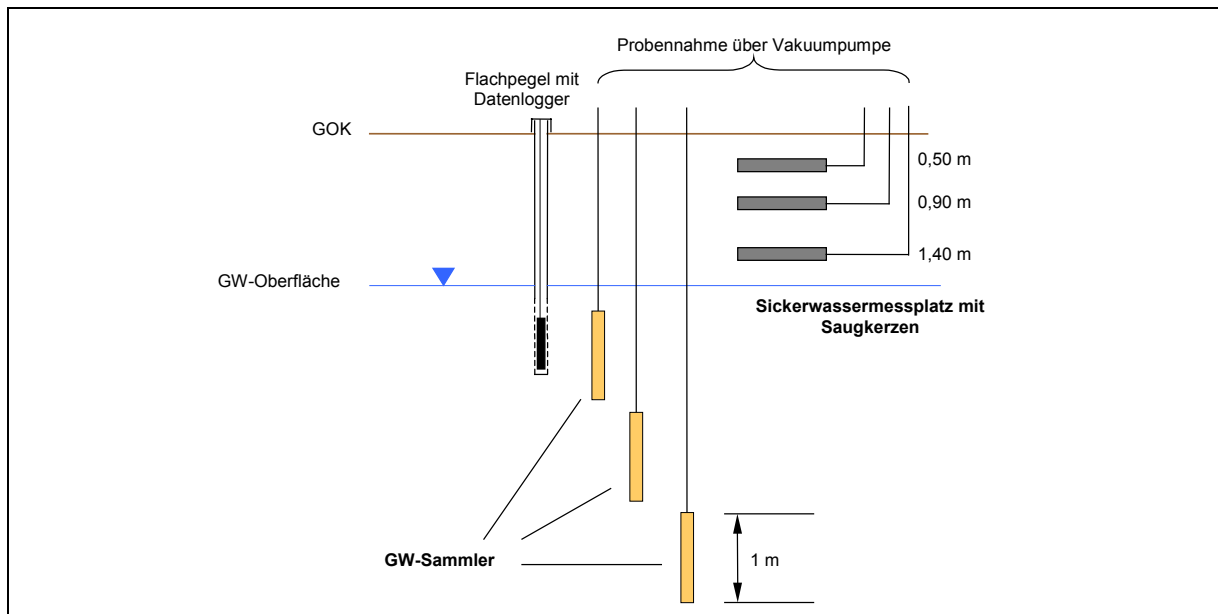 Probennahme über Vakuumpumpe
Flachpegel mit
Datenlogger
GOK
0,50 m
0,90 m
1,40 m
GW-Oberfläche
Sickerwassermessplatz mit
Saugkerzen
GW-Sammler
1 m